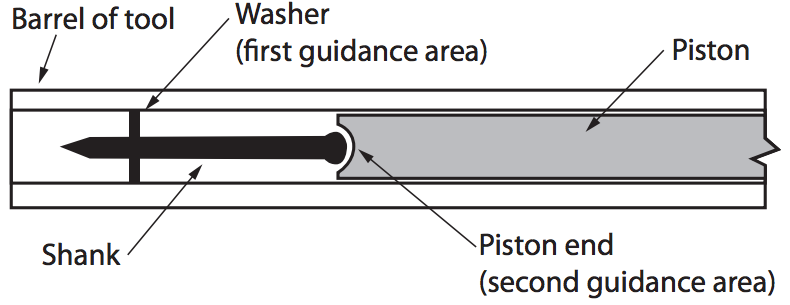 Barrel of tool
Washer
(first guidance area)
Piston
Shank
Piston end
(second guidance area)